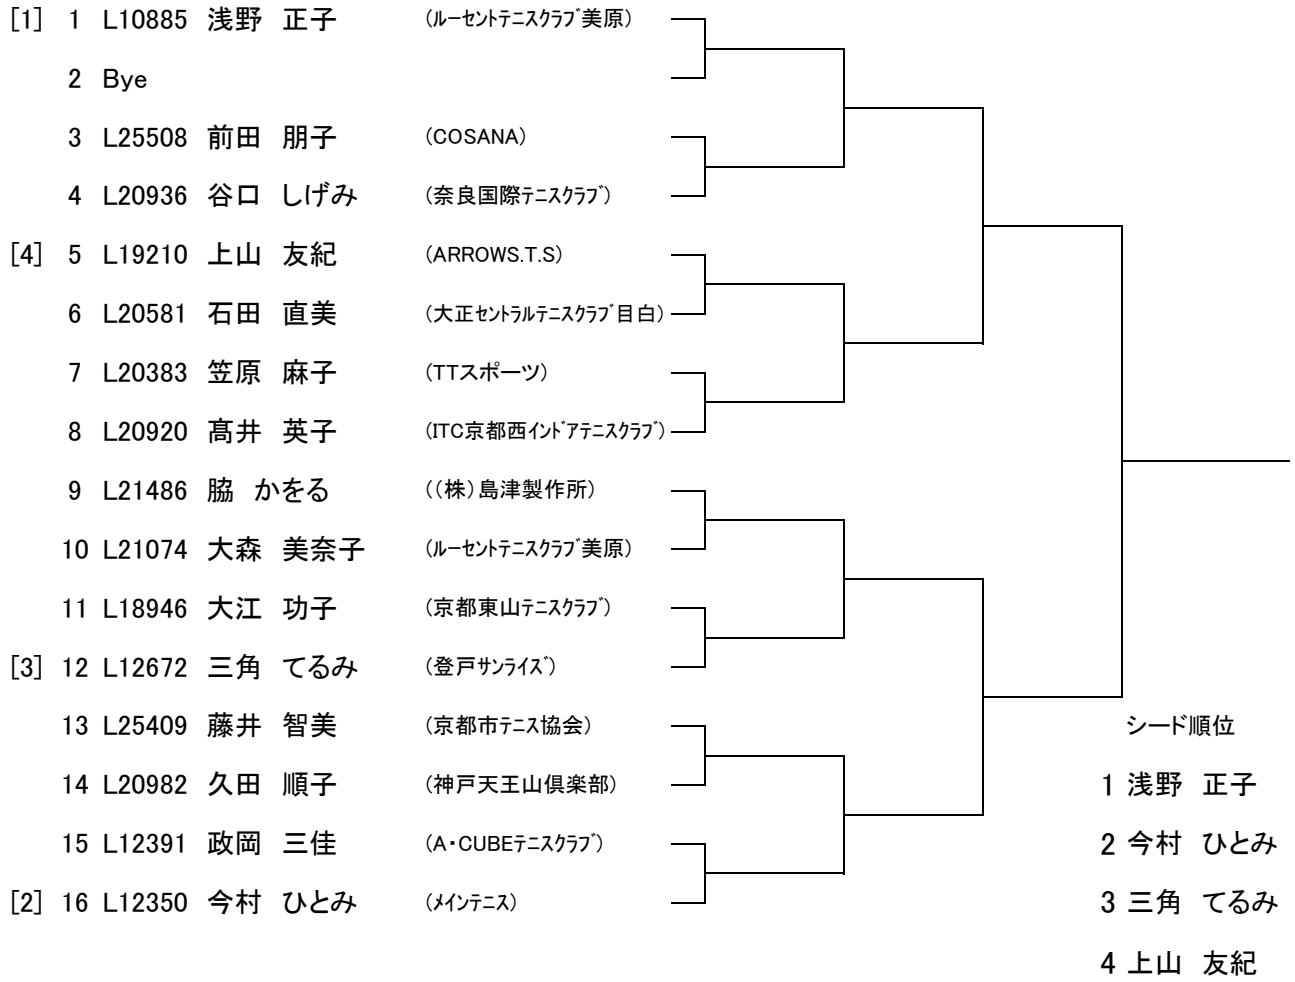 [1] 1 L10885 浅野 正子 (ﾙｰｾﾝﾄﾃﾆｽｸﾗﾌﾞ美原)
2 Bye
3 L25508 前田 朋子 (COSANA)
4 L20936 谷口 しげみ (奈良国際ﾃﾆｽｸﾗﾌﾞ)
[4] 5 L19210 上山 友紀 (ARROWS.T.S)
6 L20581 石田 直美 (大正ｾﾝﾄﾗﾙﾃﾆｽｸﾗﾌﾞ目白)
7 L20383 笠原 麻子 (TTスポーツ)
8 L20920 髙井 英子 (ITC京都西ｲﾝﾄﾞｱﾃﾆｽｸﾗﾌﾞ)
9 L21486 脇 かをる ((株)島津製作所)
10 L21074 大森 美奈子 (ﾙｰｾﾝﾄﾃﾆｽｸﾗﾌﾞ美原)
11 L18946 大江 功子 (京都東山ﾃﾆｽｸﾗﾌﾞ)
[3] 12 L12672 三角 てるみ (登戸ｻﾝﾗｲｽﾞ)
13 L25409 藤井 智美 (京都市ﾃﾆｽ協会)
シード順位
14 L20982 久田 順子 (神戸天王山倶楽部)
1 浅野 正子
15 L12391 政岡 三佳 (A・CUBEﾃﾆｽｸﾗﾌﾞ)
2 今村 ひとみ
[2] 16 L12350 今村 ひとみ (ﾒｲﾝﾃﾆｽ)
3 三角 てるみ
4 上山 友紀